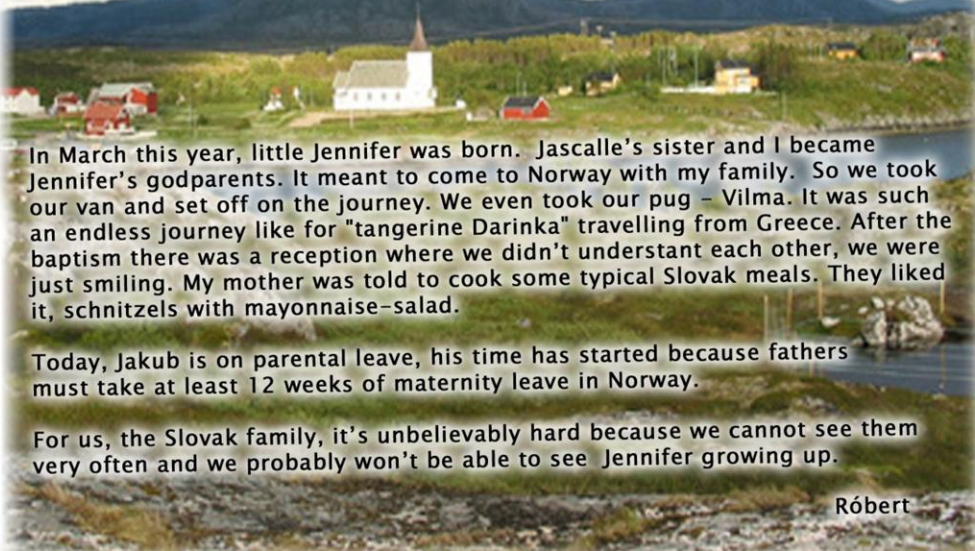 In March this year, little Jennifer was born.  Jascalle's sister and I became
Jennifer's godparents. It meant to come to Norway with my family.  So we took
our van and set off on the journey. We even took our pug – Vilma. It was such
an endless journey like for "tangerine Darinka" travelling from Greece. After the
baptism there was a reception where we didn't understant each other, we were
just smiling. My mother was told to cook some typical Slovak meals. They liked
it, schnitzels with mayonnaise-salad.
Today, Jakub is on parental leave, his time has started because fathers
must take at least 12 weeks of maternity leave in Norway.
For us, the Slovak family, it's unbelievably hard because we cannot see them
very often and we probably won't be able to see  Jennifer growing up.
Róbert